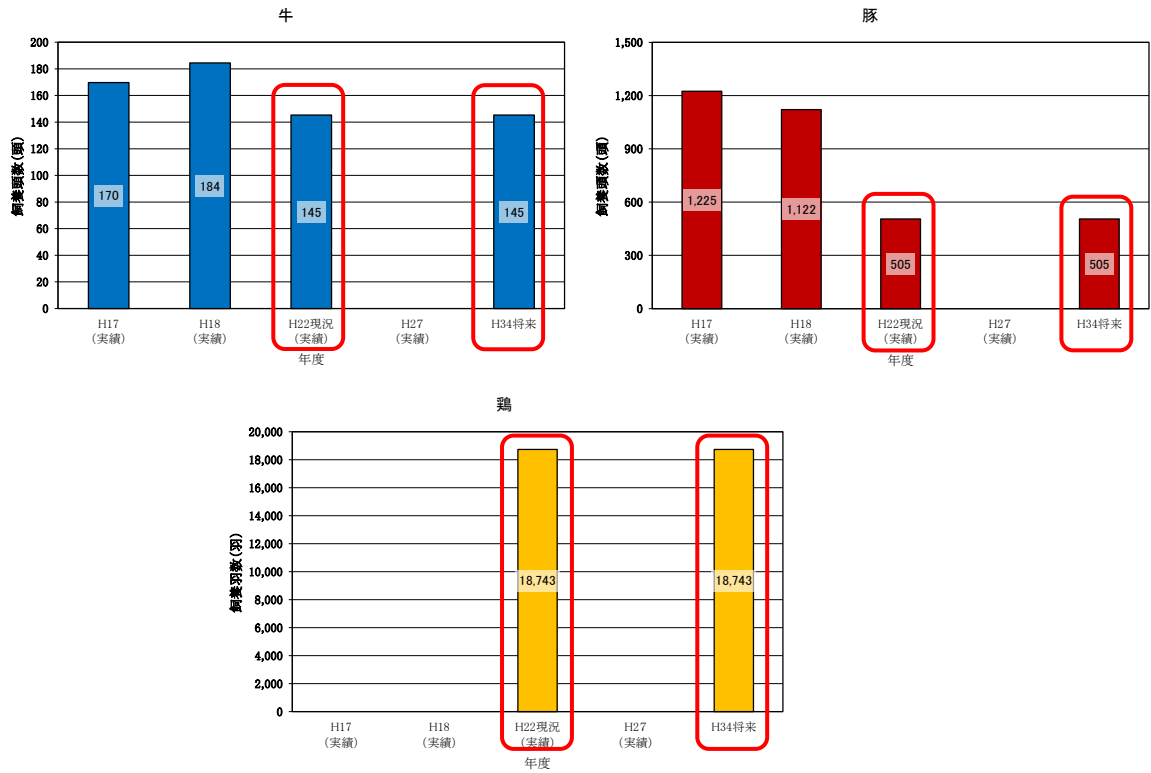 牛
飼養頭数(頭)
200
180
160
140
120
100
80
60
40
20
0
170
184
145
145
H17
(実績)
H18
(実績)
H22現況
(実績)
H27
(実績)
H34将来
年度
豚
飼養頭数(頭)
1,500
1,200
900
600
300
0
1,225
1,122
505
505
H17
(実績)
H18
(実績)
H22現況
(実績)
H27
(実績)
H34将来
年度
鶏
飼養羽数(羽)
20,000
18,000
16,000
14,000
12,000
10,000
8,000
6,000
4,000
2,000
0
18,743
18,743
H17
(実績)
H18
(実績)
H22現況
(実績)
H27
(実績)
H34将来
年度